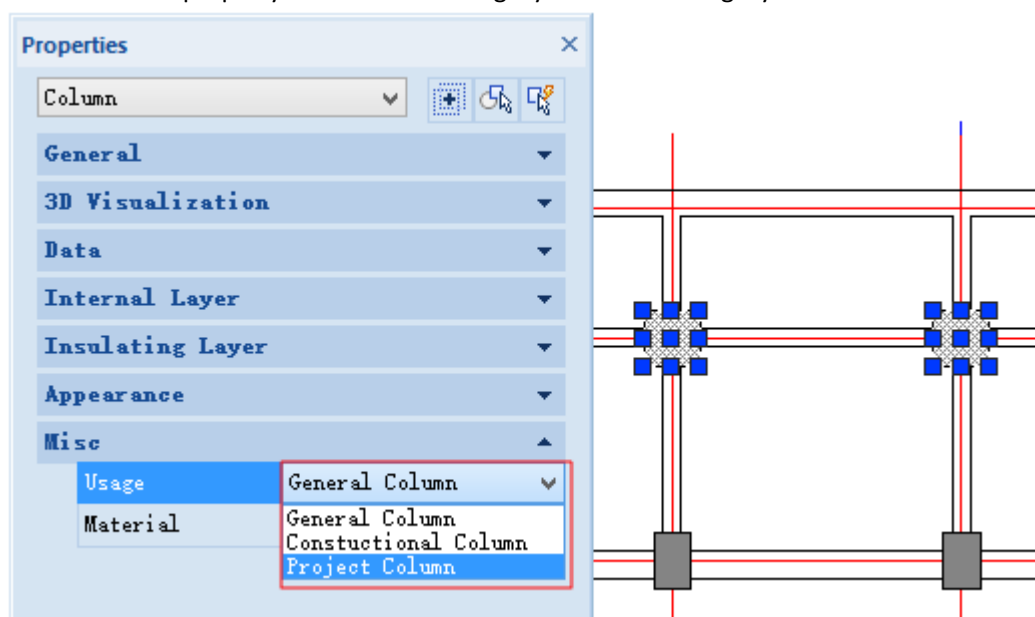 Properties
Column
General
3D Visualization
Data
Internal Layer
Insulating Layer
Appearance
Misc
Usage General Column
Material General Column
Constuctional Column
Project Column